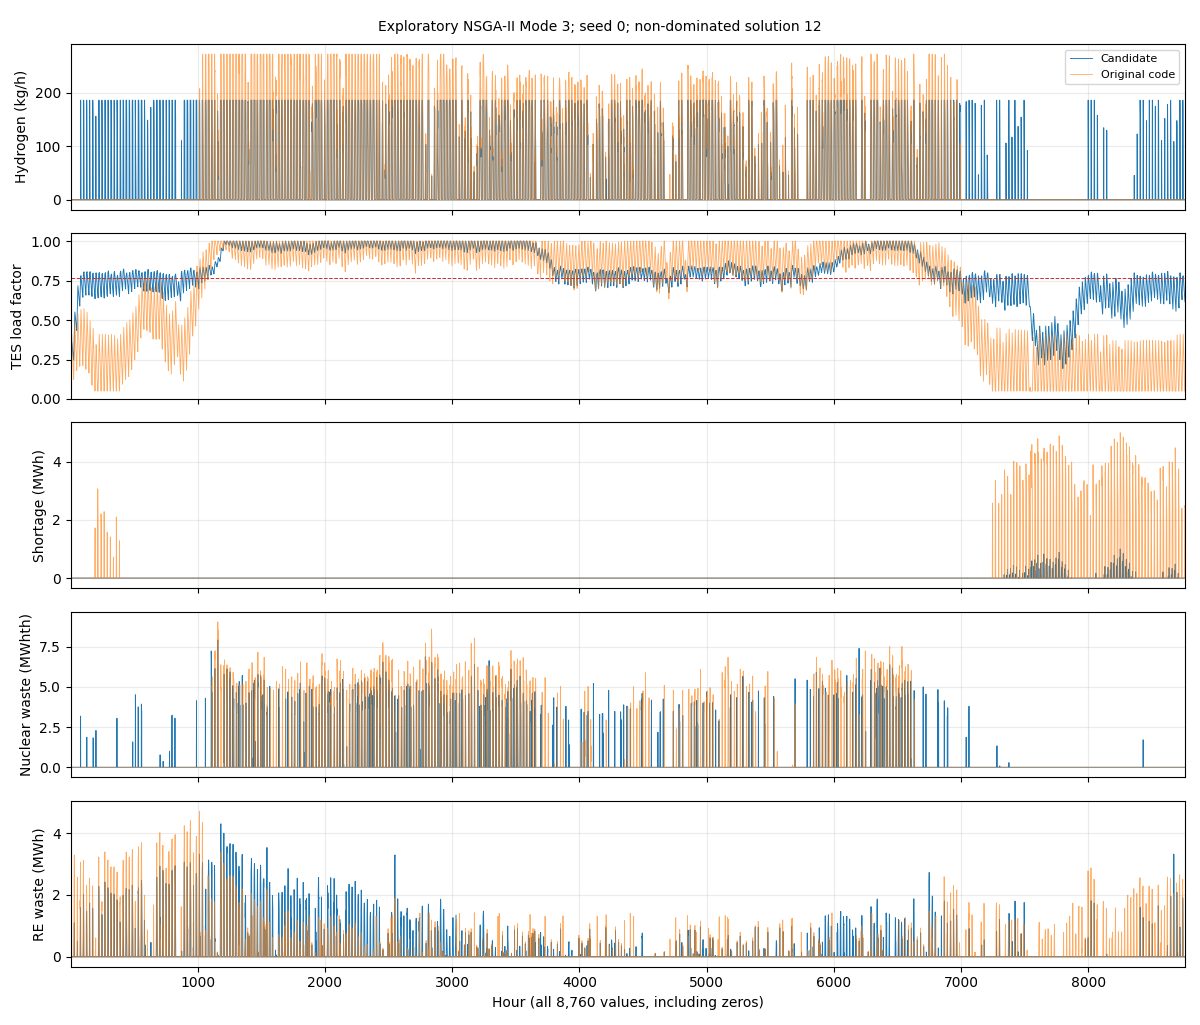 Exploratory NSGA-II Mode 3; seed 0; non-dominated solution 12
Hydrogen (kg/h)
200
100
0
Candidate
Original code
TES load factor
1.00
0.75
0.50
0.25
0.00
Shortage (MWh)
4
2
0
Nuclear waste (MWhth)
7.5
5.0
2.5
0.0
RE waste (MWh)
4
2
0
1000 2000 3000 4000 5000 6000 7000 8000
Hour (all 8,760 values, including zeros)